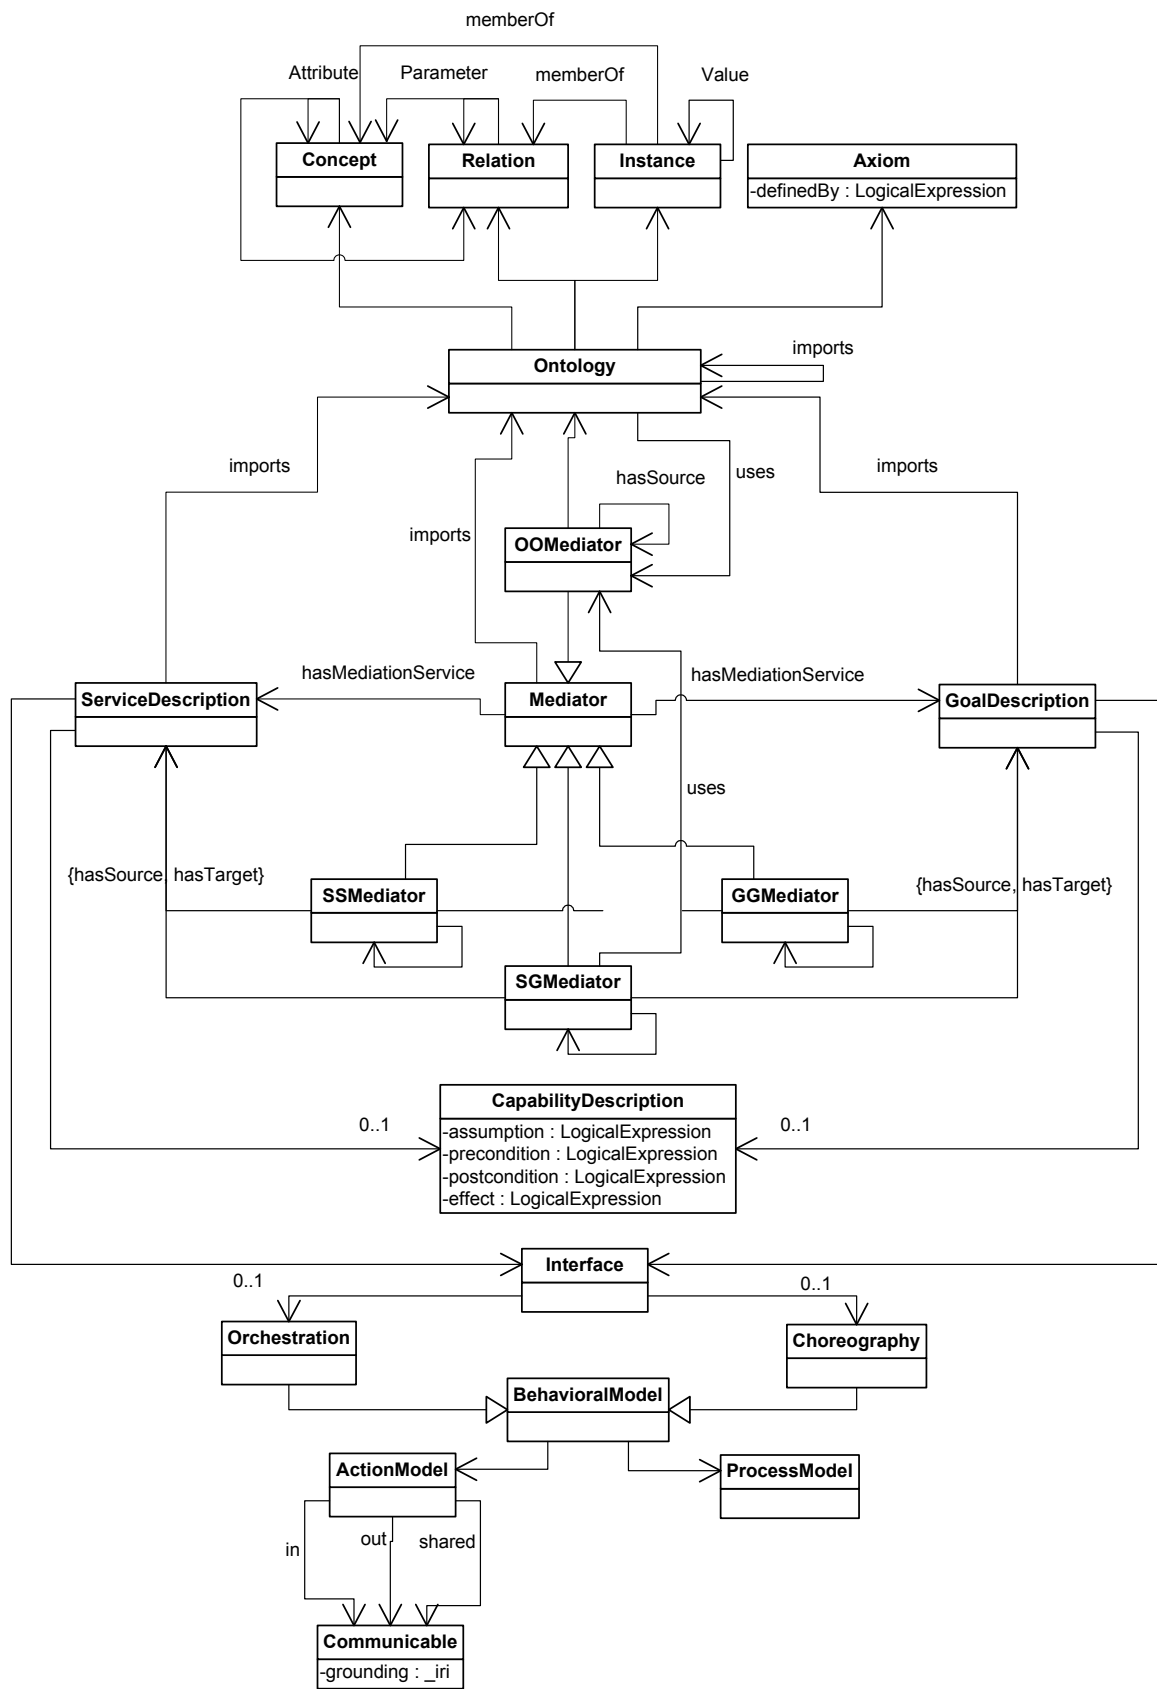 memberOf
Attribute
Parameter
memberOf
Value
Concept
Relation
Instance
Axiom
-definedBy : LogicalExpression
Ontology
imports
imports
uses
imports
hasSource
imports
OOMediator
hasMediationService
hasMediationService
ServiceDescription
Mediator
GoalDescription
uses
{hasSource, hasTarget}
{hasSource, hasTarget}
SSMediator
GGMediator
SGMediator
CapabilityDescription
-assumption : LogicalExpression
-precondition : LogicalExpression
-postcondition : LogicalExpression
-effect : LogicalExpression
0..1
0..1
Interface
0..1
0..1
Orchestration
Choreography
BehavioralModel
ActionModel
ProcessModel
in
out
shared
Communicable
-grounding : _iri